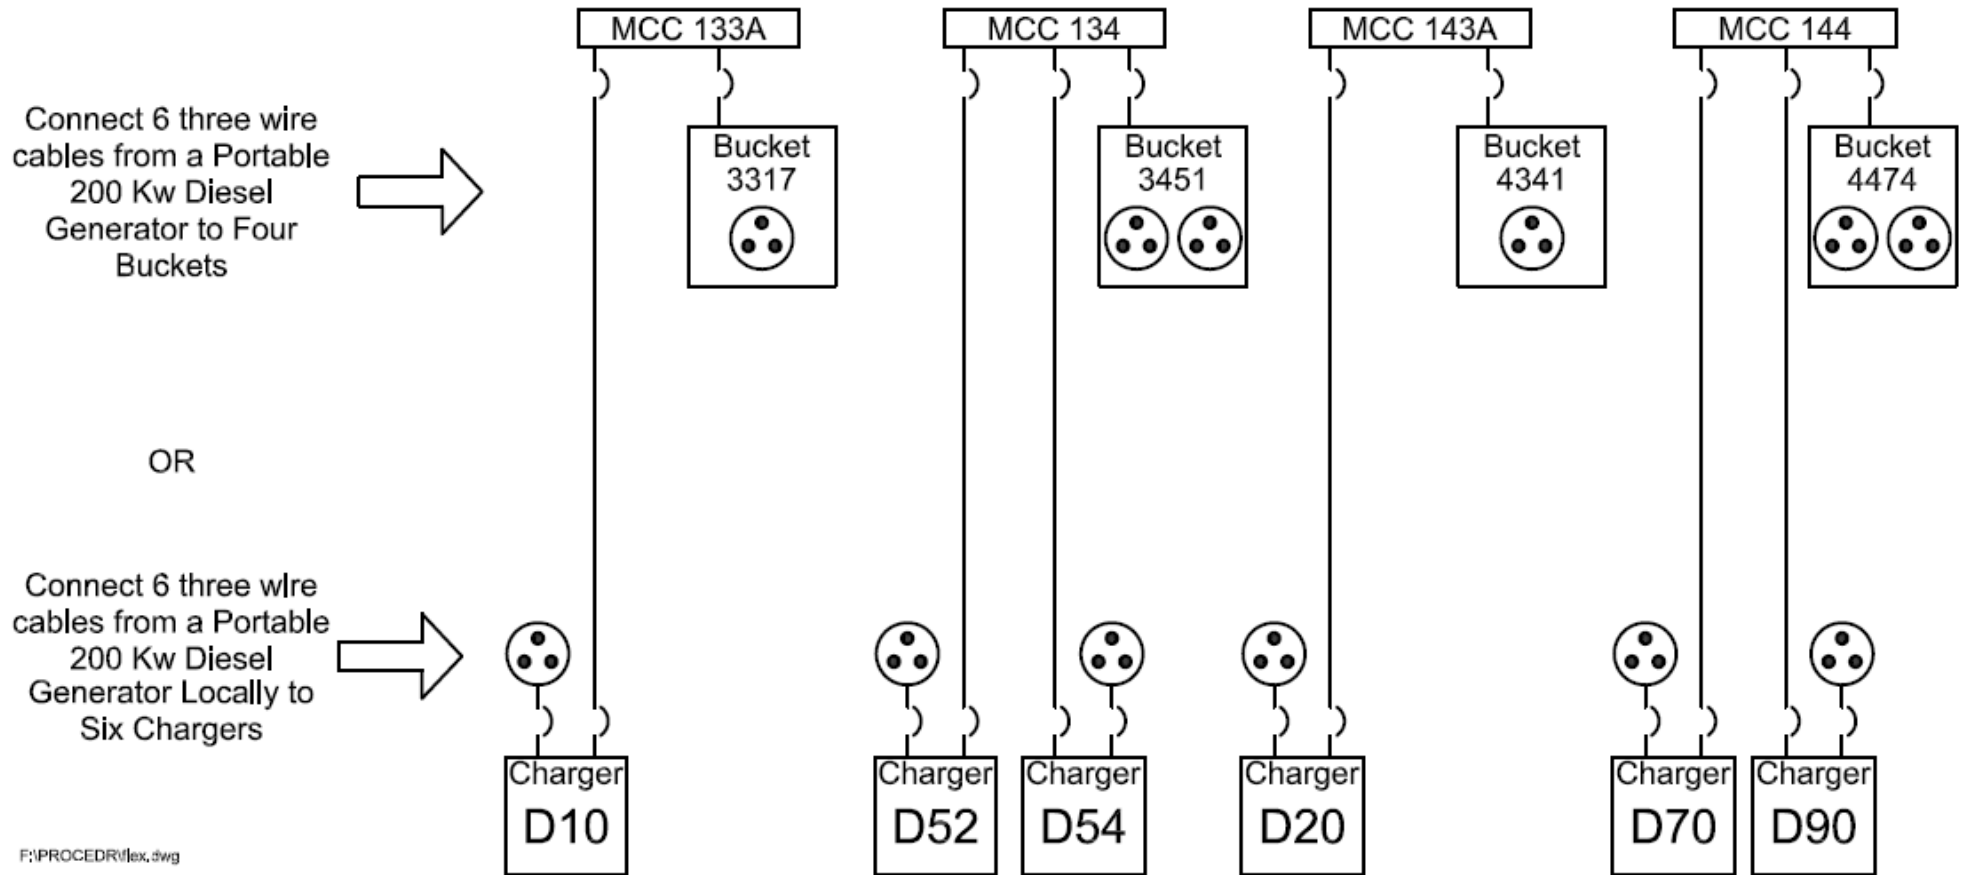 MCC 133A
MCC 134
MCC 143A
MCC 144
Connect 6 three wire
cables from a Portable
200 Kw Diesel
Generator to Four
Buckets
Bucket
3317
Bucket
3451
Bucket
4341
Bucket
4474
OR
Connect 6 three wire
cables from a Portable
200 Kw Diesel
Generator Locally to
Six Chargers
Charger
D10
Charger
D52
Charger
D54
Charger
D20
Charger
D70
Charger
D90
F:\PROCEDR\flex.dwg